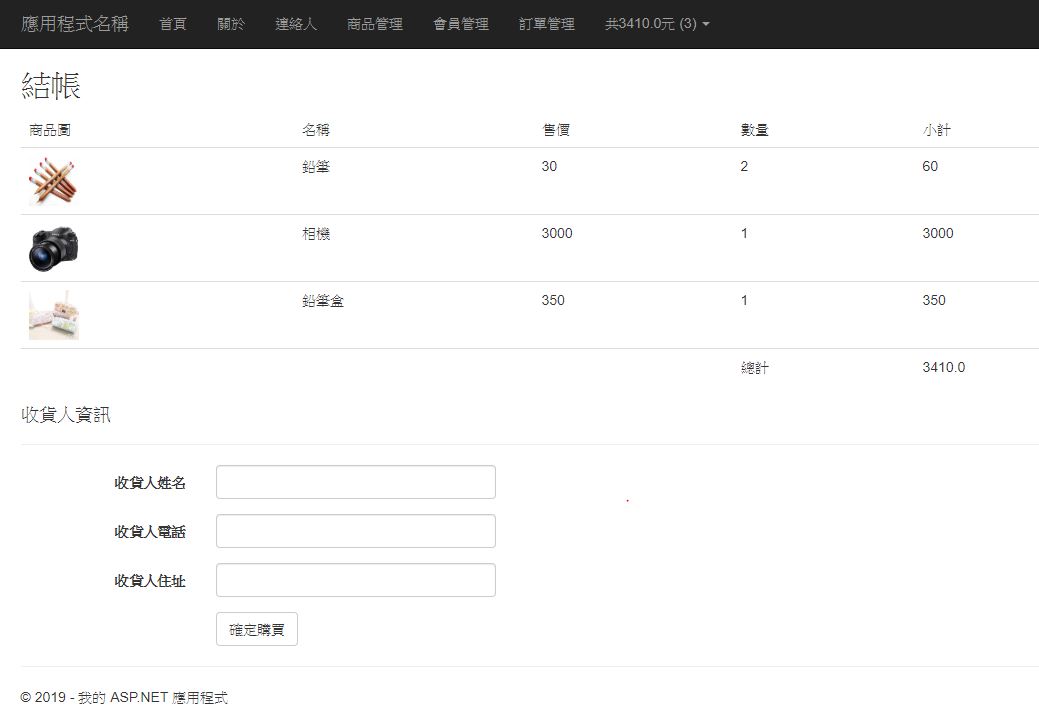 應用程式名稱 首頁 關於 連絡人 商品管理 會員管理 訂單管理 共3410.0元 (3)
結帳
商品圖 名稱 售價 數量 小計
鉛筆 30 2 60
相機 3000 1 3000
鉛筆盒 350 1 350
總計 3410.0
收貨人資訊
收貨人姓名
收貨人電話
收貨人住址
確定購買
© 2019 - 我的 ASP.NET 應用程式